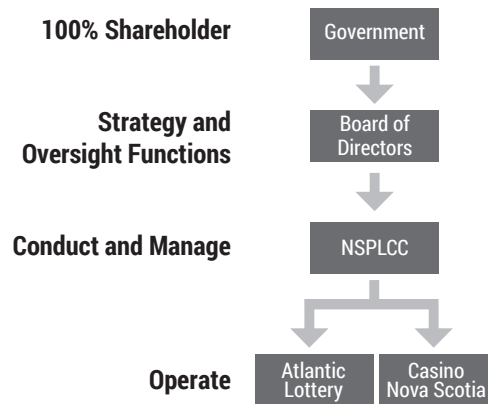 100% Shareholder
Government
Strategy and
Oversight Functions
Board of
Directors
Conduct and Manage
NSPLCC
Operate
Atlantic
Lottery
Casino
Nova Scotia